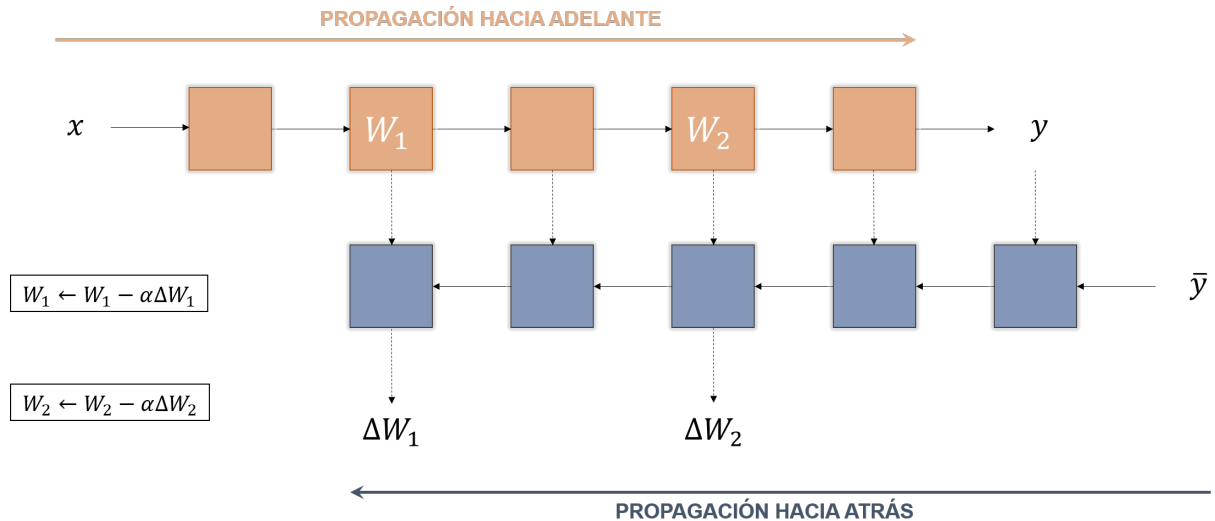 PROPAGACIÓN HACIA ADELANTE
x W₁ W₂ y
W₁ ← W₁ − αΔW₁
ȳ
W₂ ← W₂ − αΔW₂
ΔW₁ ΔW₂
PROPAGACIÓN HACIA ATRÁS